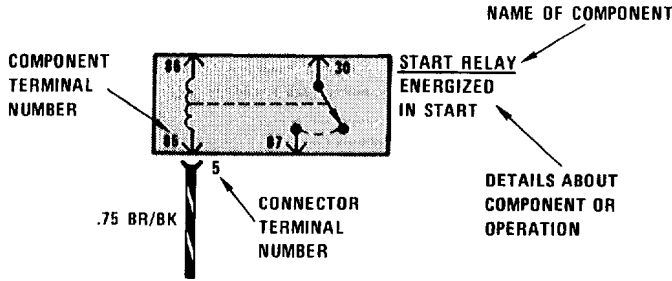 NAME OF COMPONENT
COMPONENT
TERMINAL
NUMBER
86
30
START RELAY
ENERGIZED
IN START
87
5
.75 BR/BK
CONNECTOR
TERMINAL
NUMBER
DETAILS ABOUT
COMPONENT OR
OPERATION